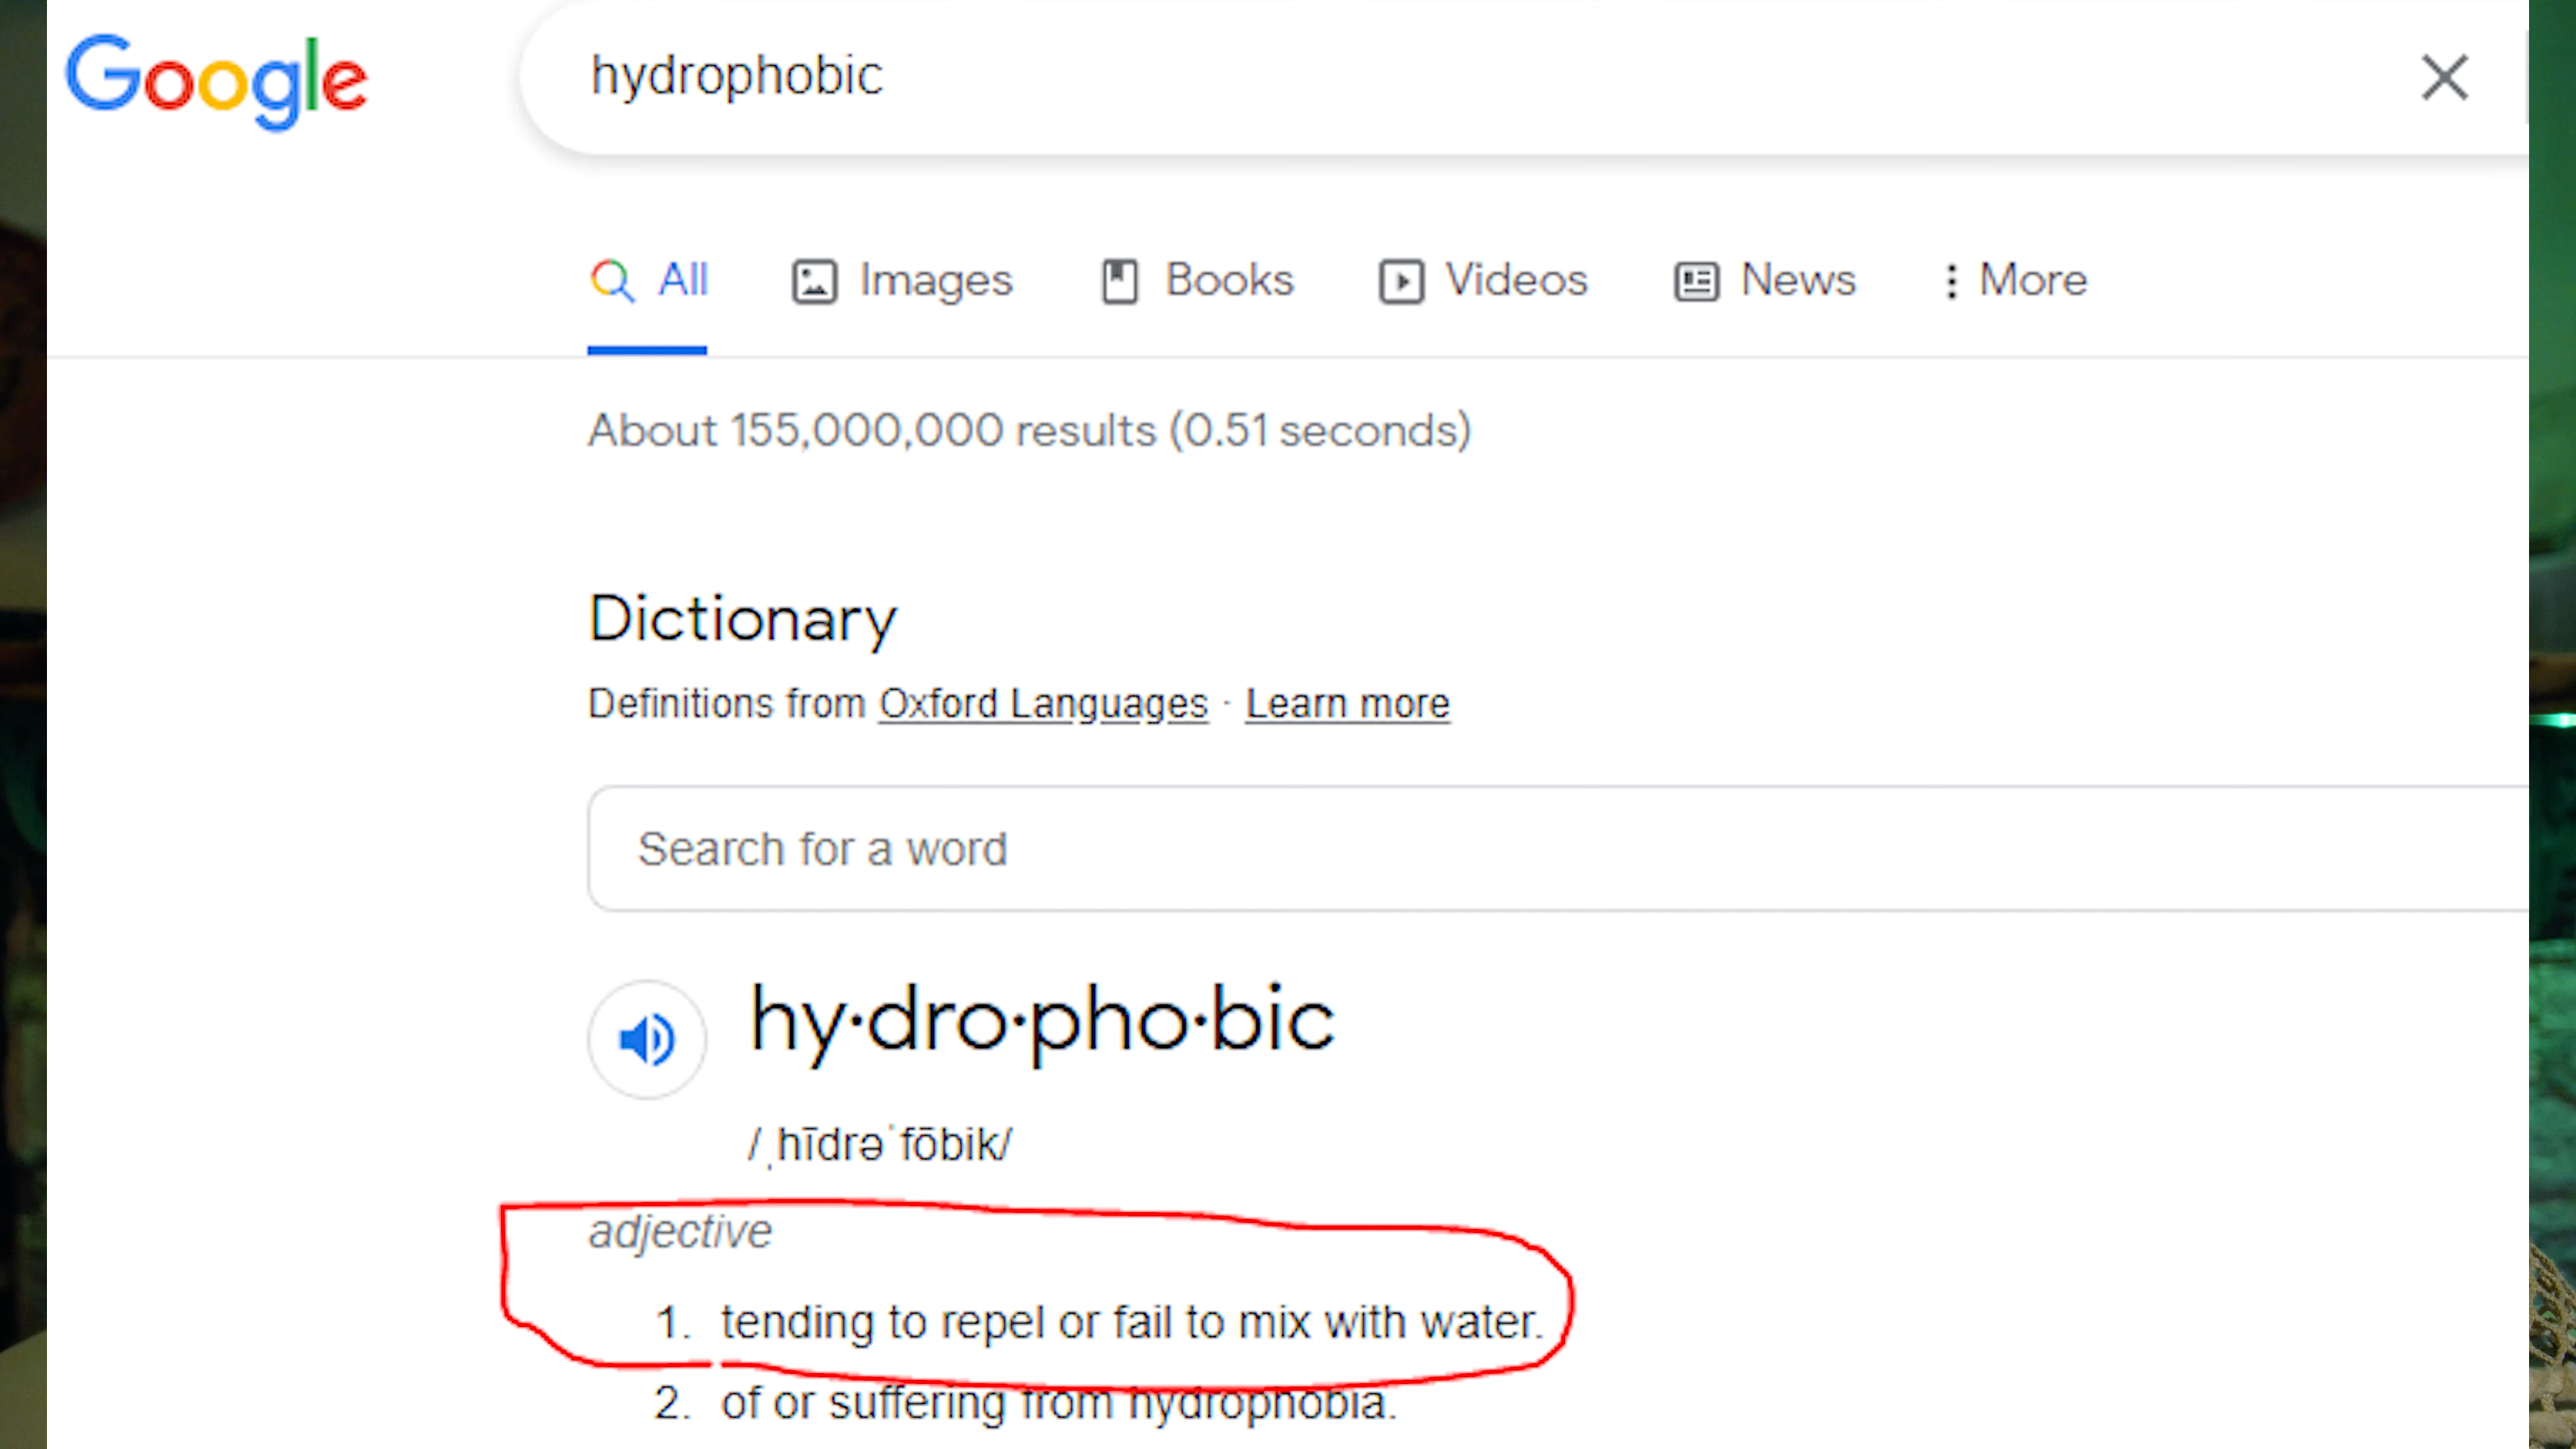 Google
hydrophobic
All Images Books Videos News More
About 155,000,000 results (0.51 seconds)
Dictionary
Definitions from Oxford Languages · Learn more
Search for a word
hy·dro·pho·bic
/ˌhīdrəˈfōbik/
adjective
1. tending to repel or fail to mix with water.
2. of or suffering from hydrophobia.